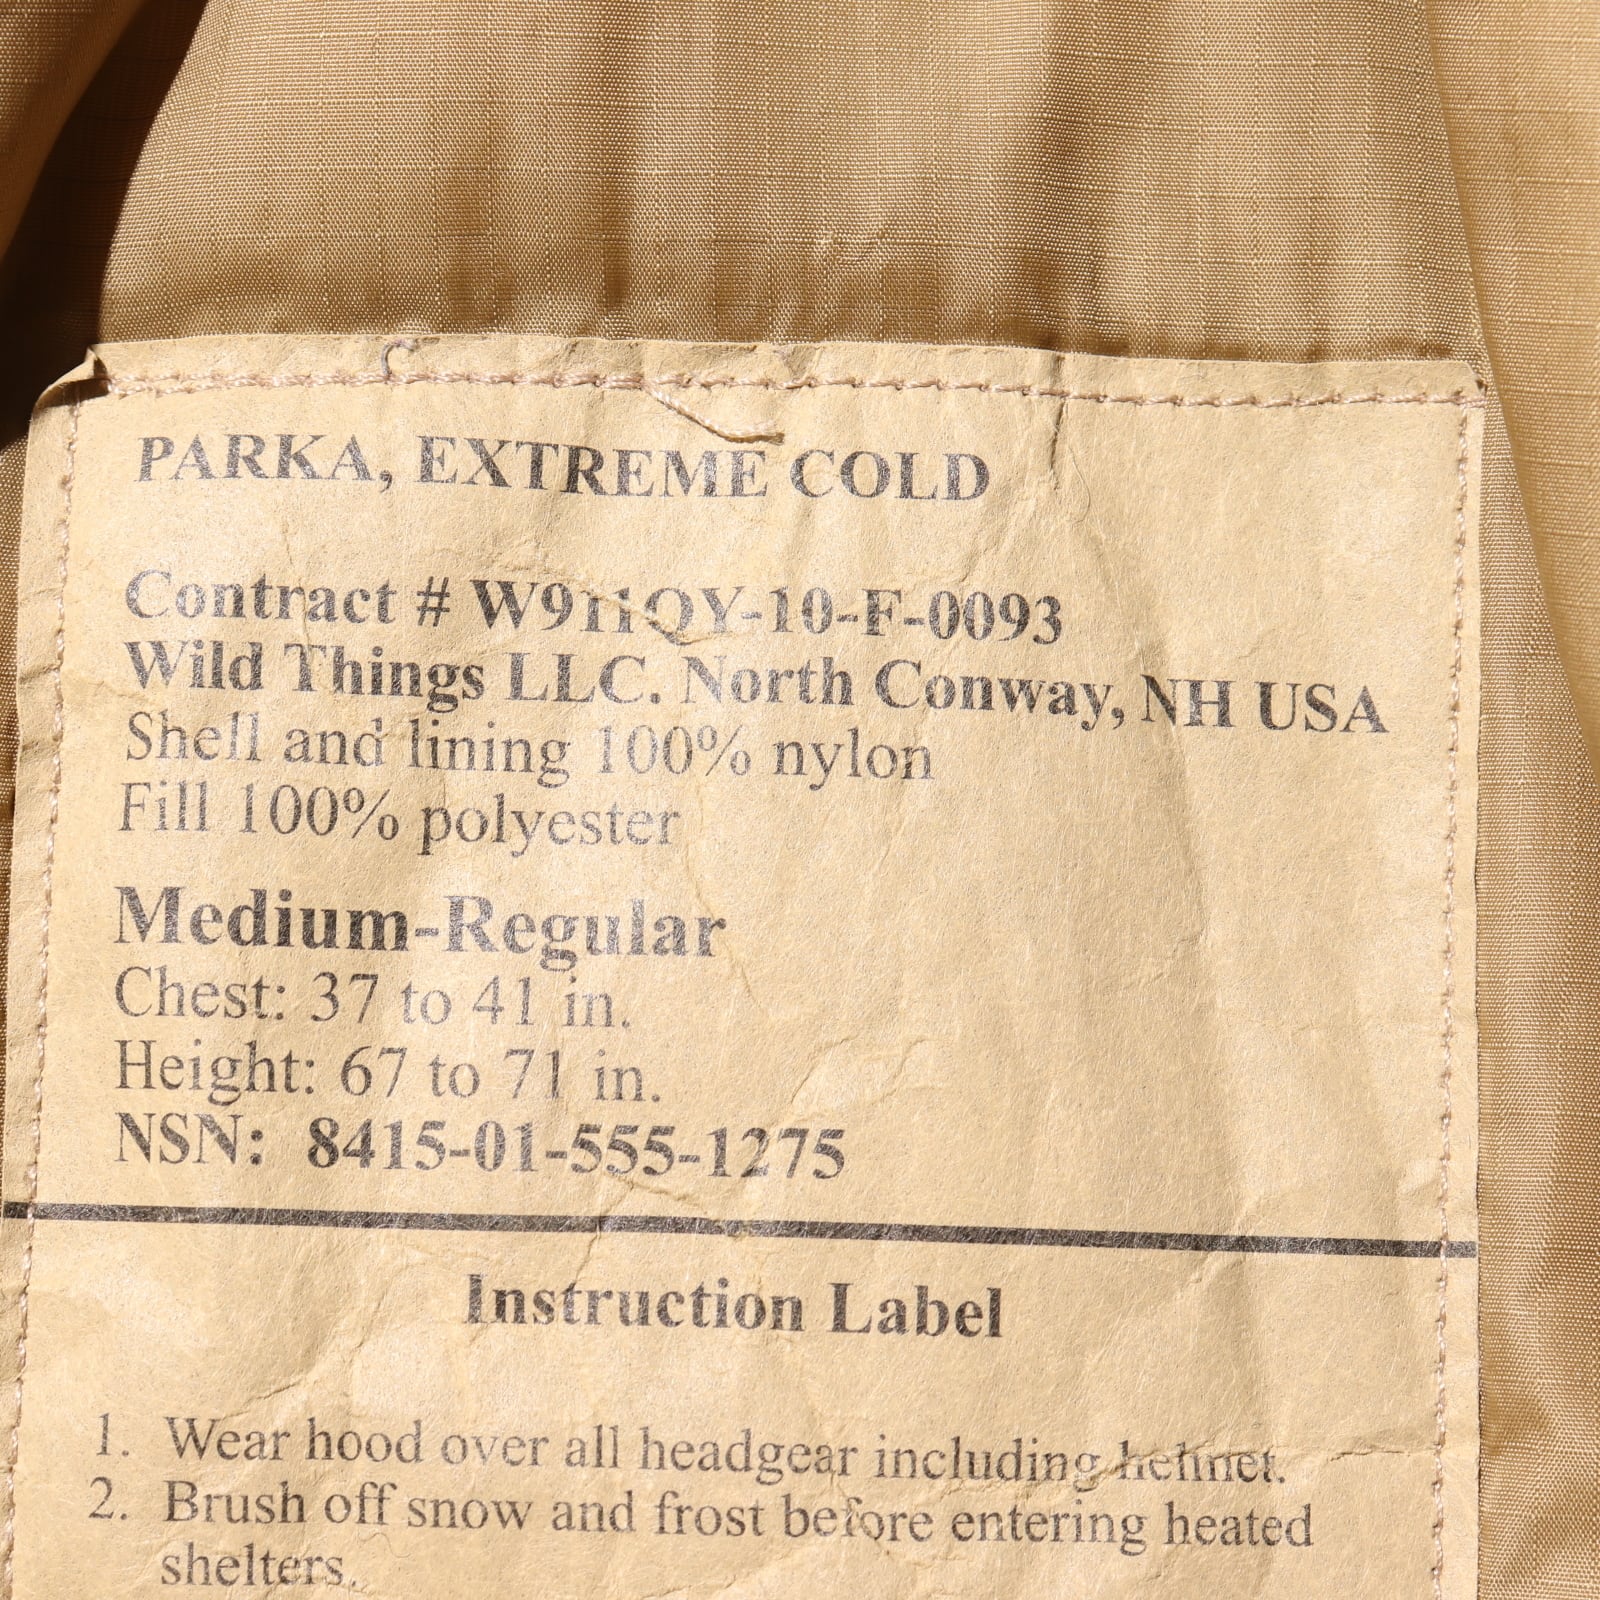 PARKA, EXTREME COLD
Contract # W911QY-10-F-0093
Wild Things LLC. North Conway, NH USA
Shell and lining 100% nylon
Fill 100% polyester
Medium-Regular
Chest: 37 to 41 in.
Height: 67 to 71 in.
NSN: 8415-01-555-1275
Instruction Label
1. Wear hood over all headgear including helmet.
2. Brush off snow and frost before entering heated
shelters.